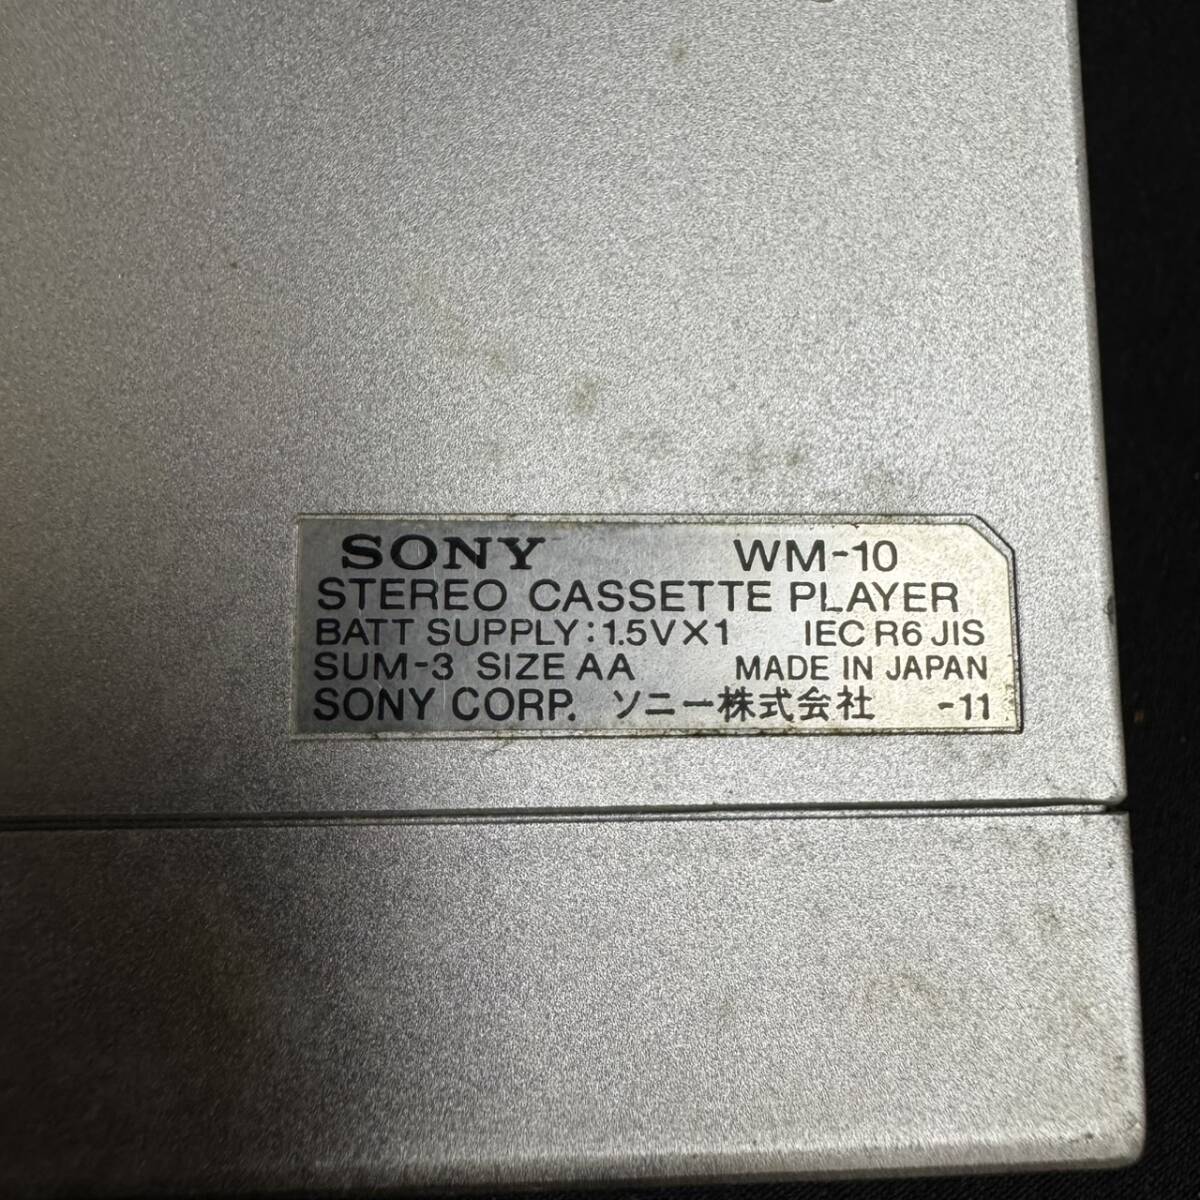 SONY WM-10
STEREO CASSETTE PLAYER
BATT SUPPLY:1.5V×1 IEC R6 JIS
SUM-3 SIZE AA MADE IN JAPAN
SONY CORP. ソニー株式会社 -11